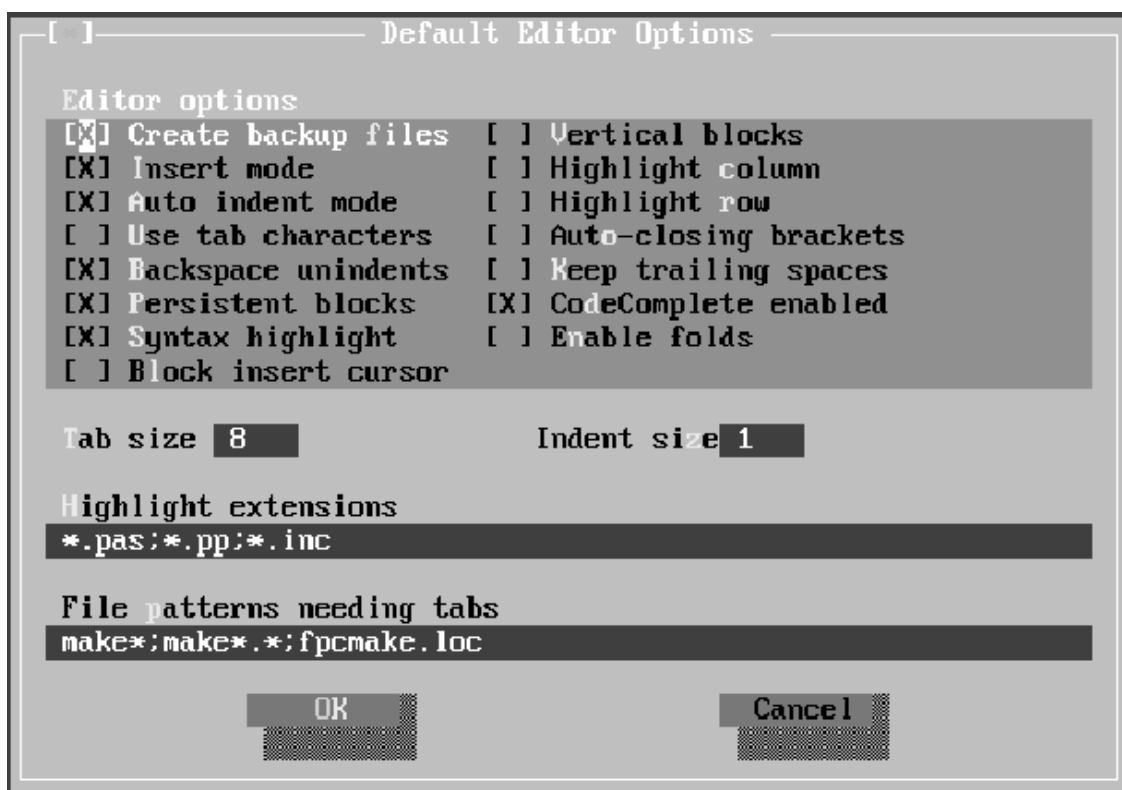 [*] Default Editor Options
Editor options
[X] Create backup files [ ] Vertical blocks
[X] Insert mode [ ] Highlight column
[X] Auto indent mode [ ] Highlight row
[ ] Use tab characters [ ] Auto-closing brackets
[X] Backspace unindents [ ] Keep trailing spaces
[X] Persistent blocks [X] CodeComplete enabled
[X] Syntax highlight [ ] Enable folds
[ ] Block insert cursor
Tab size 8 Indent size 1
Highlight extensions
*.pas;*.pp;*.inc
File patterns needing tabs
make*;make*.*;fpcmake.loc
OK Cancel